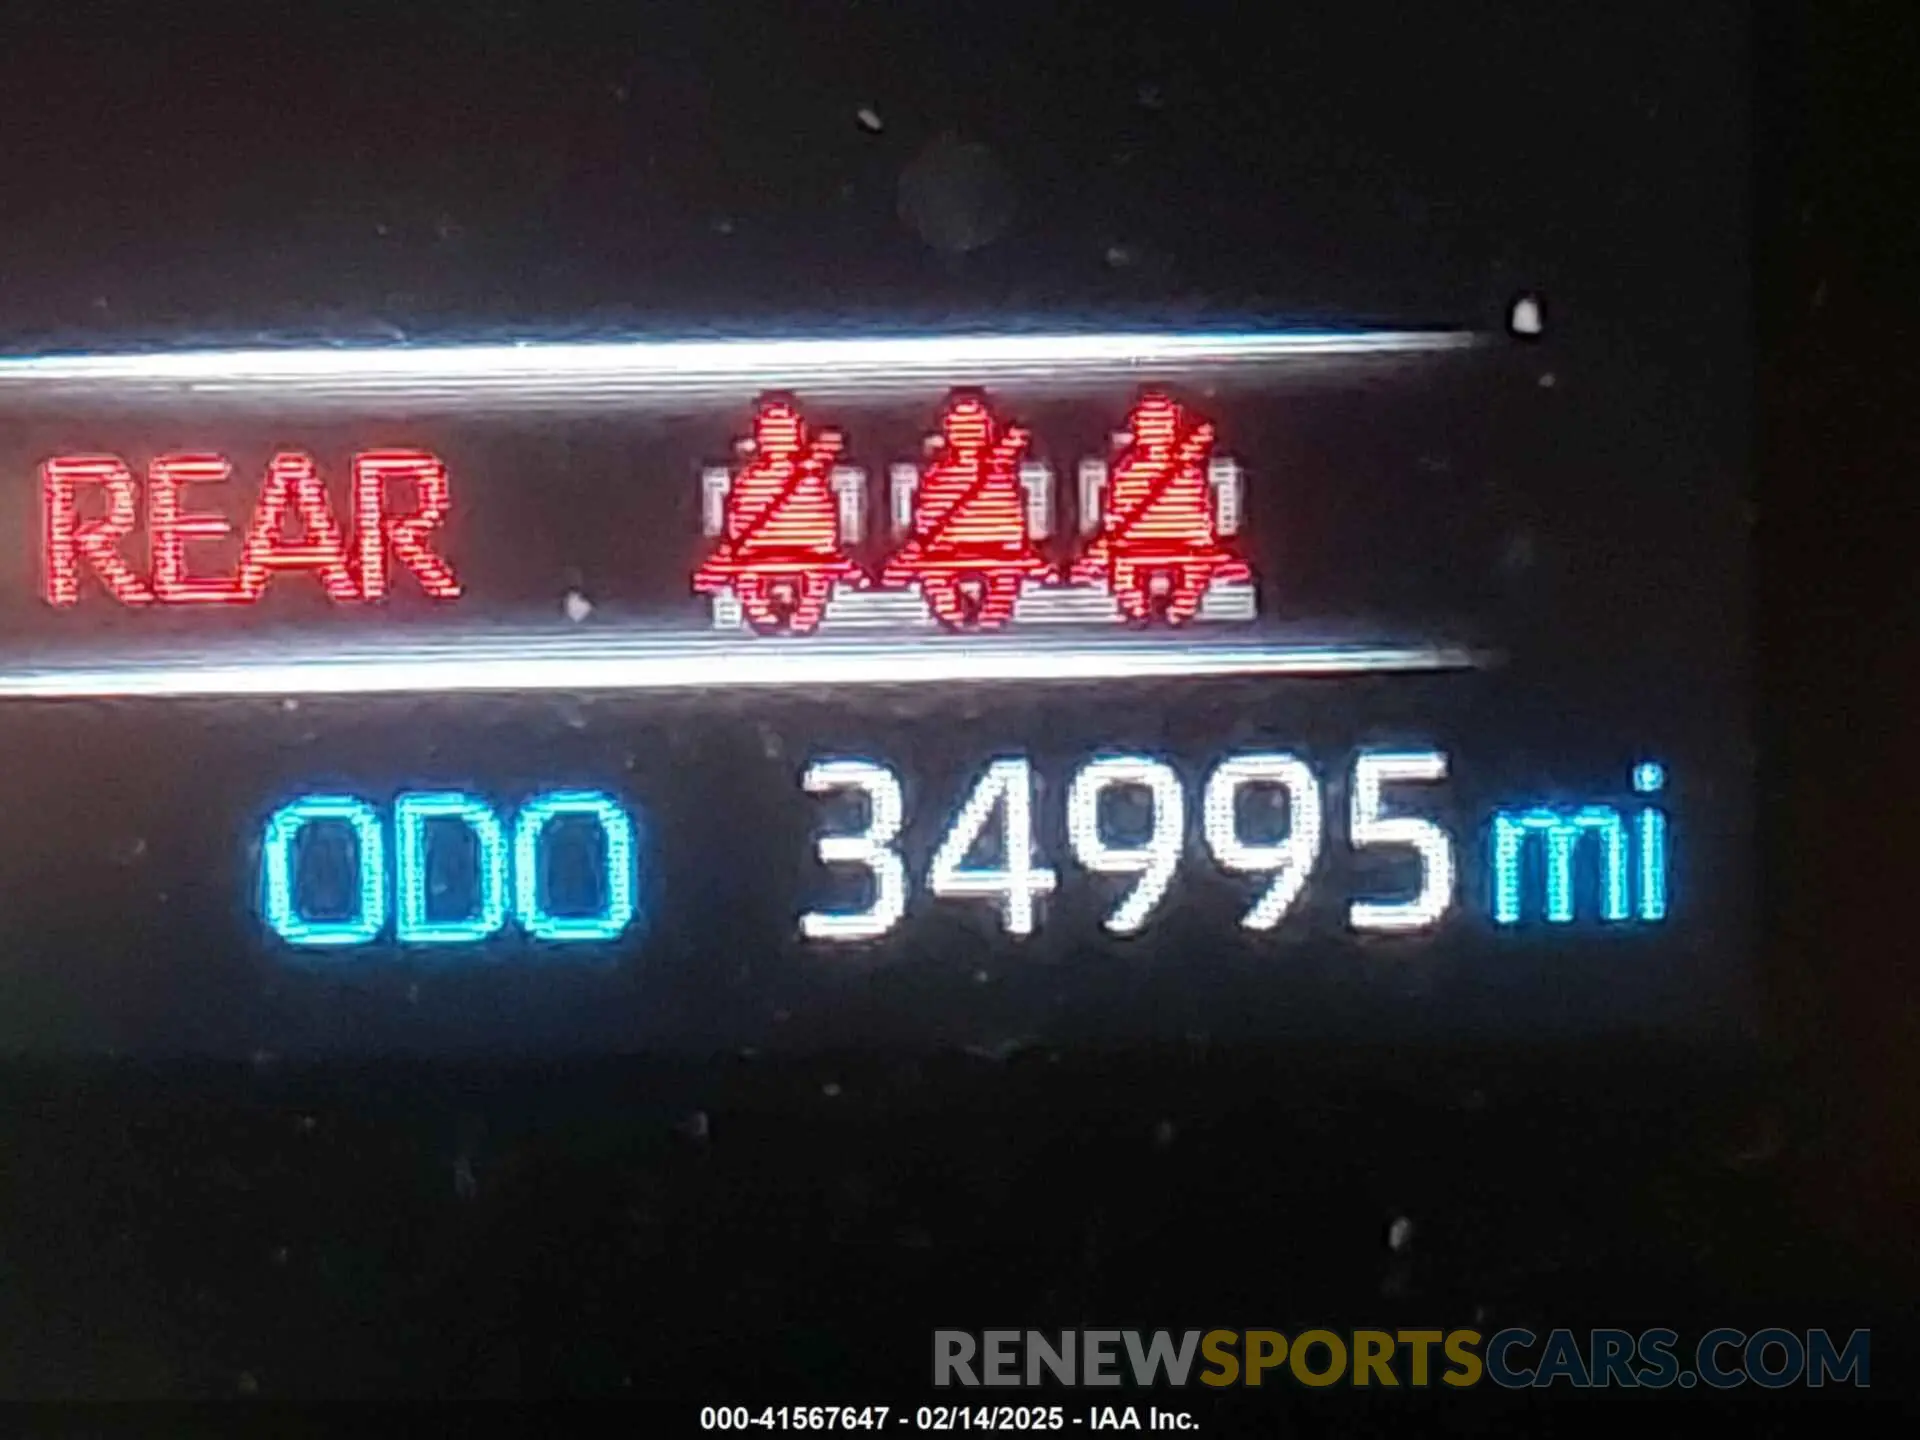 REAR
ODO 34995 mi
RENEWSPORTSCARS.COM
000-41567647 - 02/14/2025 - IAA Inc.